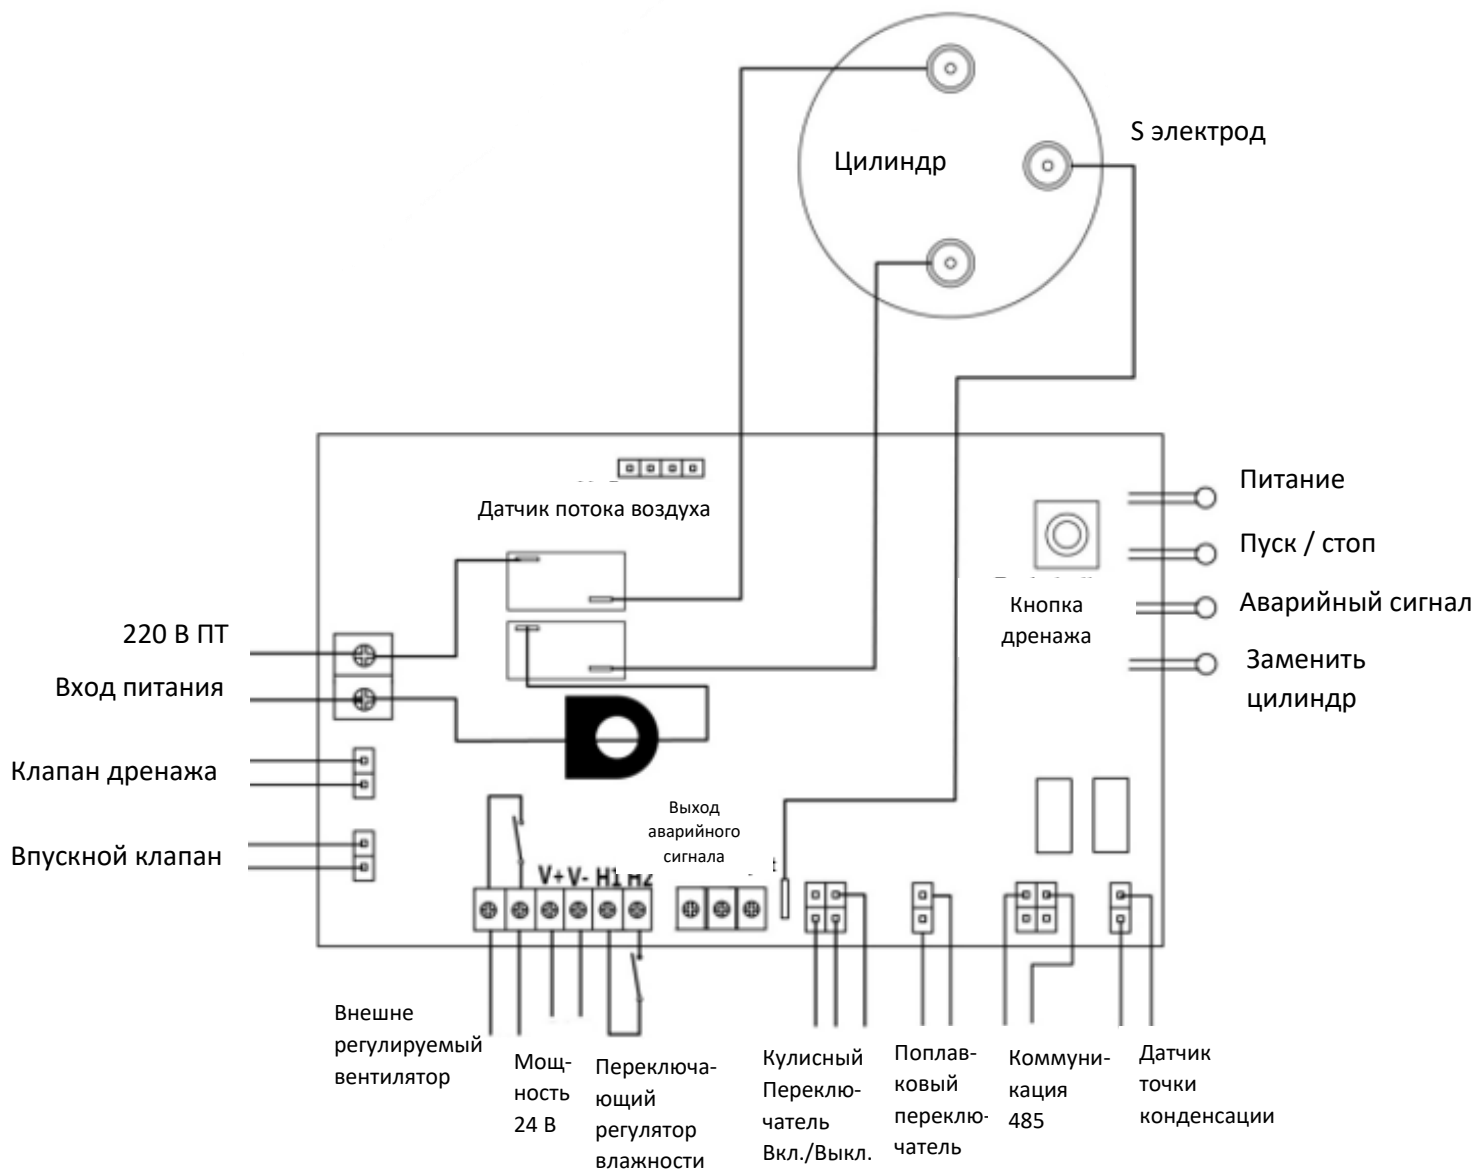 S электрод
Цилиндр
Питание
Датчик потока воздуха
Пуск / стоп
Кнопка
дренажа
Аварийный сигнал
220 В ПТ
Заменить
цилиндр
Вход питания
Клапан дренажа
Выход
аварийного
сигнала
Впускной клапан
V+ V- H1 H2
Внешне
регулируемый
вентилятор
Мощ-
ность
24 В
Переключа-
ющий
регулятор
влажности
Кулисный
Переклю-
чатель
Вкл./Выкл.
Поплав-
ковый
переклю-
чатель
Коммуни-
кация
485
Датчик
точки
конденсации